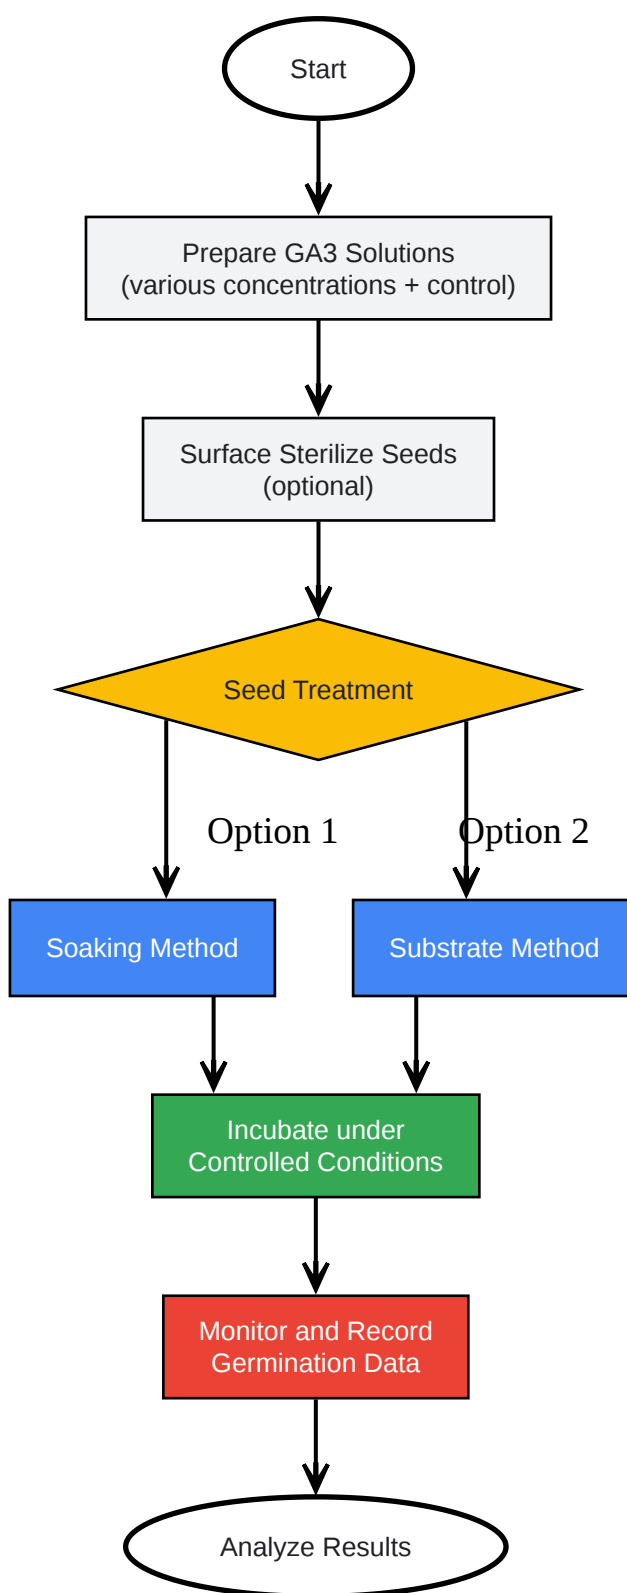 Start
Prepare GA3 Solutions
(various concentrations + control)
Surface Sterilize Seeds
(optional)
Seed Treatment
Option 1
Option 2
Soaking Method
Substrate Method
Incubate under
Controlled Conditions
Monitor and Record
Germination Data
Analyze Results